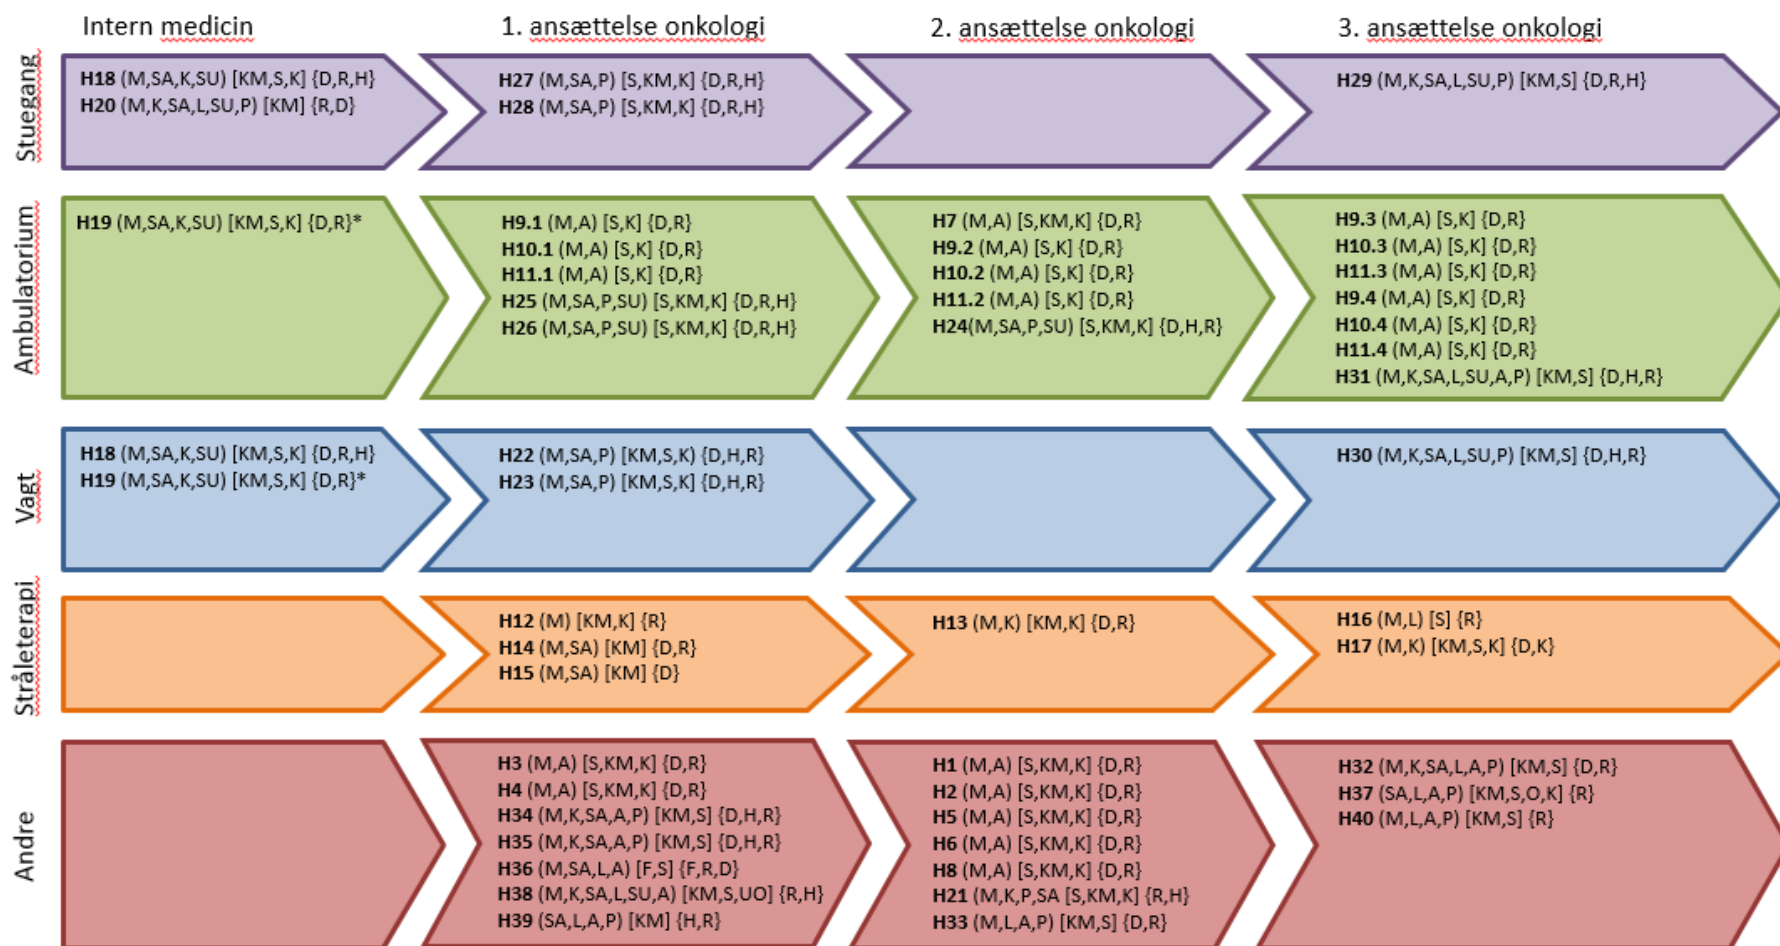 Intern medicin
1. ansættelse onkologi
2. ansættelse onkologi
3. ansættelse onkologi
Stuegang
H18 (M,SA,K,SU) [KM,S,K] {D,R,H}
H20 (M,K,SA,L,SU,P) [KM] {R,D}
H27 (M,SA,P) [S,KM,K] {D,R,H}
H28 (M,SA,P) [S,KM,K] {D,R,H}
H29 (M,K,SA,L,SU,P) [KM,S] {D,R,H}
Ambulatorium
H19 (M,SA,K,SU) [KM,S,K] {D,R}*
H9.1 (M,A) [S,K] {D,R}
H10.1 (M,A) [S,K] {D,R}
H11.1 (M,A) [S,K] {D,R}
H25 (M,SA,P,SU) [S,KM,K] {D,R,H}
H26 (M,SA,P,SU) [S,KM,K] {D,R,H}
H7 (M,A) [S,KM,K] {D,R}
H9.2 (M,A) [S,K] {D,R}
H10.2 (M,A) [S,K] {D,R}
H11.2 (M,A) [S,K] {D,R}
H24(M,SA,P,SU) [S,KM,K] {D,H,R}
H9.3 (M,A) [S,K] {D,R}
H10.3 (M,A) [S,K] {D,R}
H11.3 (M,A) [S,K] {D,R}
H9.4 (M,A) [S,K] {D,R}
H10.4 (M,A) [S,K] {D,R}
H11.4 (M,A) [S,K] {D,R}
H31 (M,K,SA,L,SU,A,P) [KM,S] {D,H,R}
Vagt
H18 (M,SA,K,SU) [KM,S,K] {D,R,H}
H19 (M,SA,K,SU) [KM,S,K] {D,R}*
H22 (M,SA,P) [KM,S,K) {D,H,R}
H23 (M,SA,P) [KM,S,K] {D,H,R}
H30 (M,K,SA,L,SU,P) [KM,S] {D,H,R}
Stråleterapi
H12 (M) [KM,K] {R}
H14 (M,SA) [KM] {D,R}
H15 (M,SA) [KM] {D}
H13 (M,K) [KM,K] {D,R}
H16 (M,L) [S] {R}
H17 (M,K) [KM,S,K] {D,K}
Andre
H3 (M,A) [S,KM,K] {D,R}
H4 (M,A) [S,KM,K] {D,R}
H34 (M,K,SA,A,P) [KM,S] {D,H,R}
H35 (M,K,SA,A,P) [KM,S] {D,H,R}
H36 (M,SA,L,A) [F,S] {F,R,D}
H38 (M,K,SA,L,SU,A) [KM,S,UO] {R,H}
H39 (SA,L,A,P) [KM] {H,R}
H1 (M,A) [S,KM,K] {D,R}
H2 (M,A) [S,KM,K] {D,R}
H5 (M,A) [S,KM,K] {D,R}
H6 (M,A) [S,KM,K] {D,R}
H8 (M,A) [S,KM,K] {D,R}
H21 (M,K,P,SA [S,KM,K] {R,H}
H33 (M,L,A,P) [KM,S] {D,R}
H32 (M,K,SA,L,A,P) [KM,S] {D,R}
H37 (SA,L,A,P) [KM,S,O,K] {R}
H40 (M,L,A,P) [KM,S] {R}